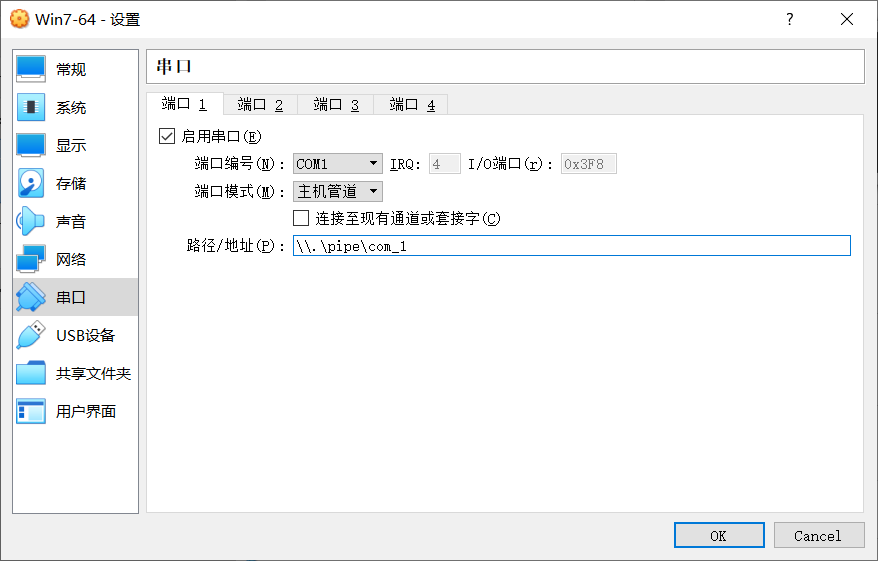 Win7-64 - 设置
?
常规
系统
显示
存储
声音
网络
串口
USB设备
共享文件夹
用户界面
串口
端口 1 端口 2 端口 3 端口 4
启用串口(E)
端口编号(N): COM1 IRQ: 4 I/O端口(r): 0x3F8
端口模式(M): 主机管道
连接至现有通道或套接字(C)
路径/地址(P): \\.\pipe\com_1
OK Cancel